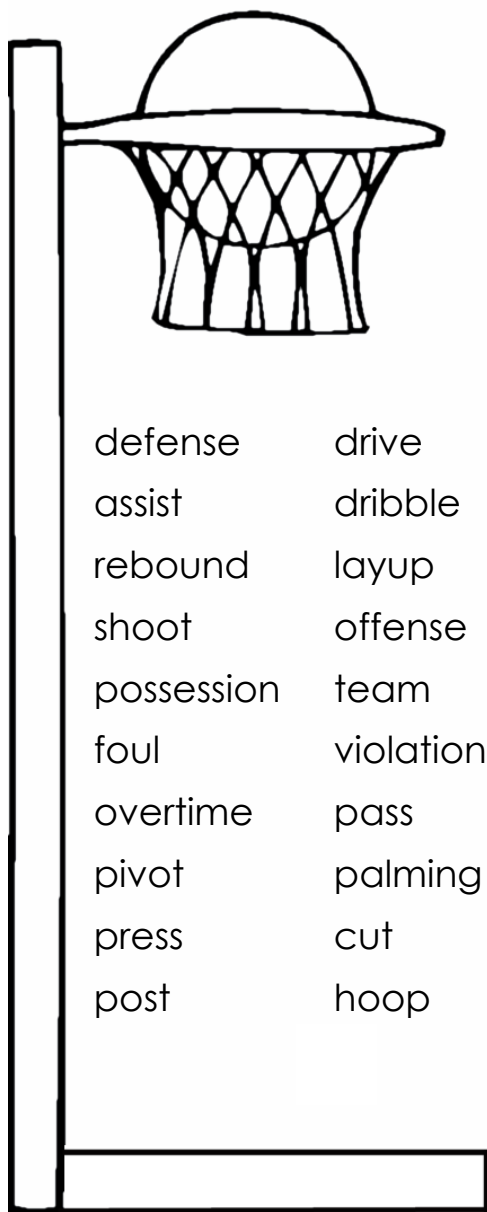 defense drive
assist dribble
rebound layup
shoot offense
possession team
foul violation
overtime pass
pivot palming
press cut
post hoop